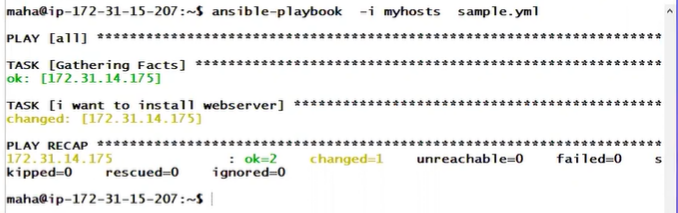 maha@ip-172-31-15-207:~$ ansible-playbook  -i myhosts  sample.yml
PLAY [all] *********************************************************************
TASK [Gathering Facts] *********************************************************
ok: [172.31.14.175]
TASK [i want to install webserver] *********************************************
changed: [172.31.14.175]
PLAY RECAP *********************************************************************
172.31.14.175              : ok=2    changed=1    unreachable=0    failed=0    s
kipped=0    rescued=0    ignored=0
maha@ip-172-31-15-207:~$